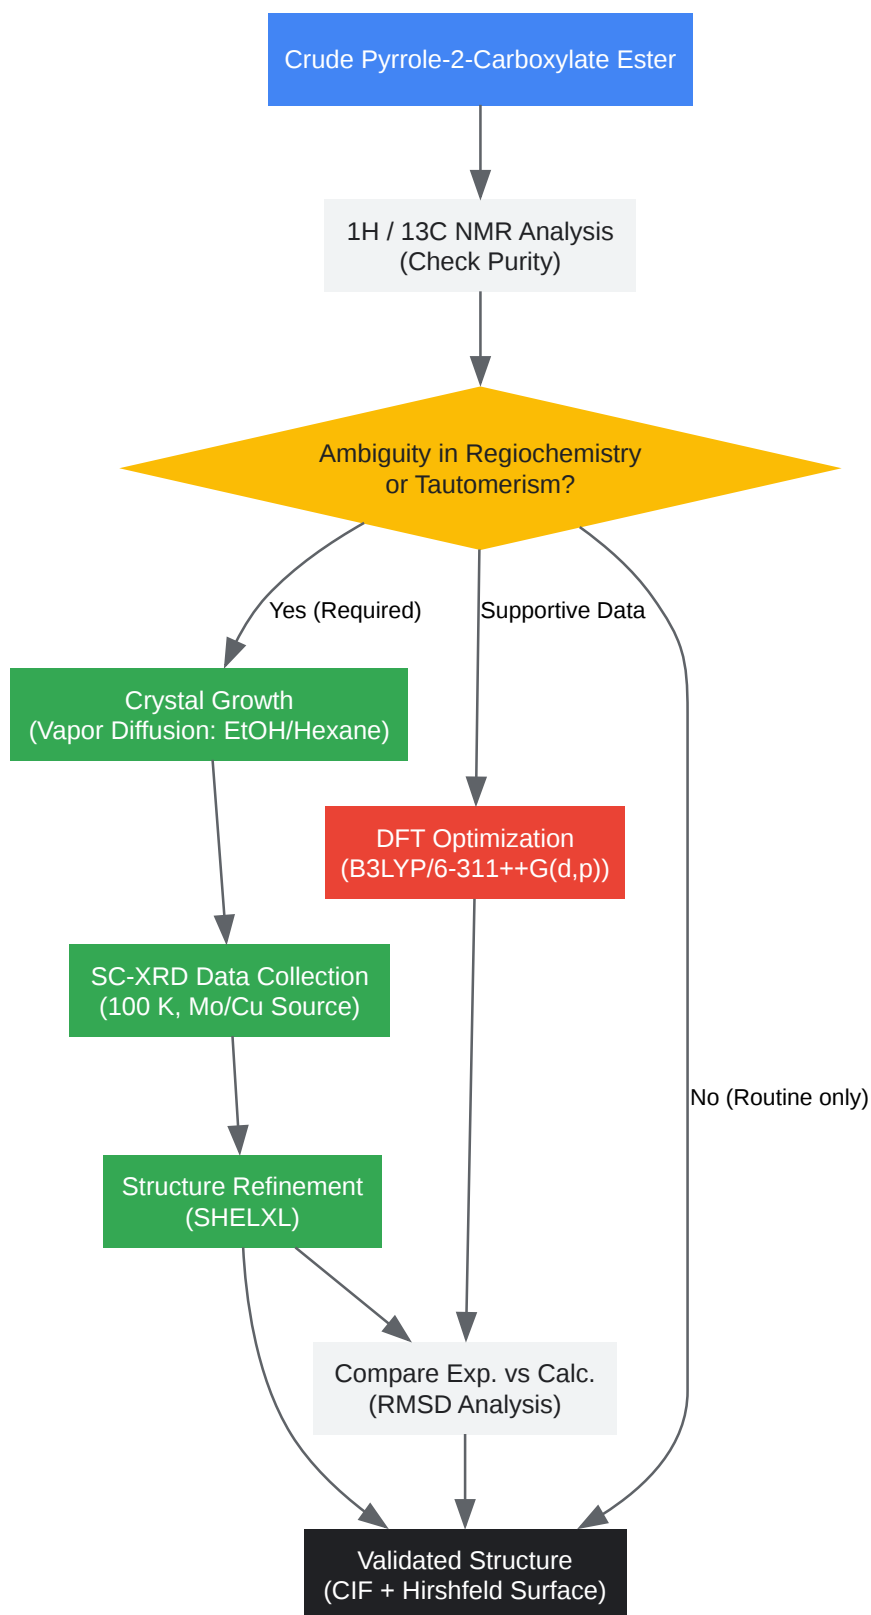 Crude Pyrrole-2-Carboxylate Ester
1H / 13C NMR Analysis
(Check Purity)
Ambiguity in Regiochemistry
or Tautomerism?
Yes (Required)
Supportive Data
Crystal Growth
(Vapor Diffusion: EtOH/Hexane)
DFT Optimization
(B3LYP/6-311++G(d,p))
SC-XRD Data Collection
(100 K, Mo/Cu Source)
No (Routine only)
Structure Refinement
(SHELXL)
Compare Exp. vs Calc.
(RMSD Analysis)
Validated Structure
(CIF + Hirshfeld Surface)